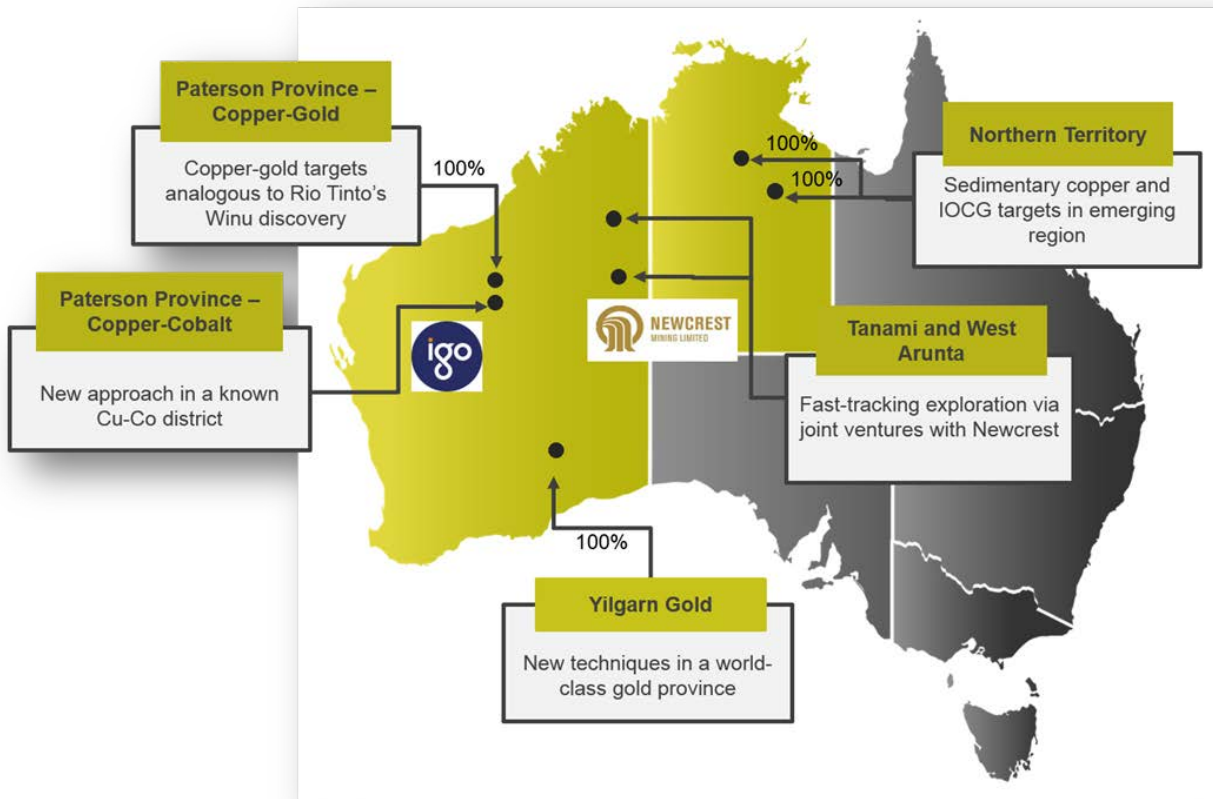 Paterson Province –
Copper-Gold
Copper-gold targets
analogous to Rio Tinto's
Winu discovery
100%
100%
100%
Northern Territory
Sedimentary copper and
IOCG targets in emerging
region
Paterson Province –
Copper-Cobalt
New approach in a known
Cu-Co district
igo
NEWCREST
MINING LIMITED
Tanami and West
Arunta
Fast-tracking exploration via
joint ventures with Newcrest
100%
Yilgarn Gold
New techniques in a world-
class gold province